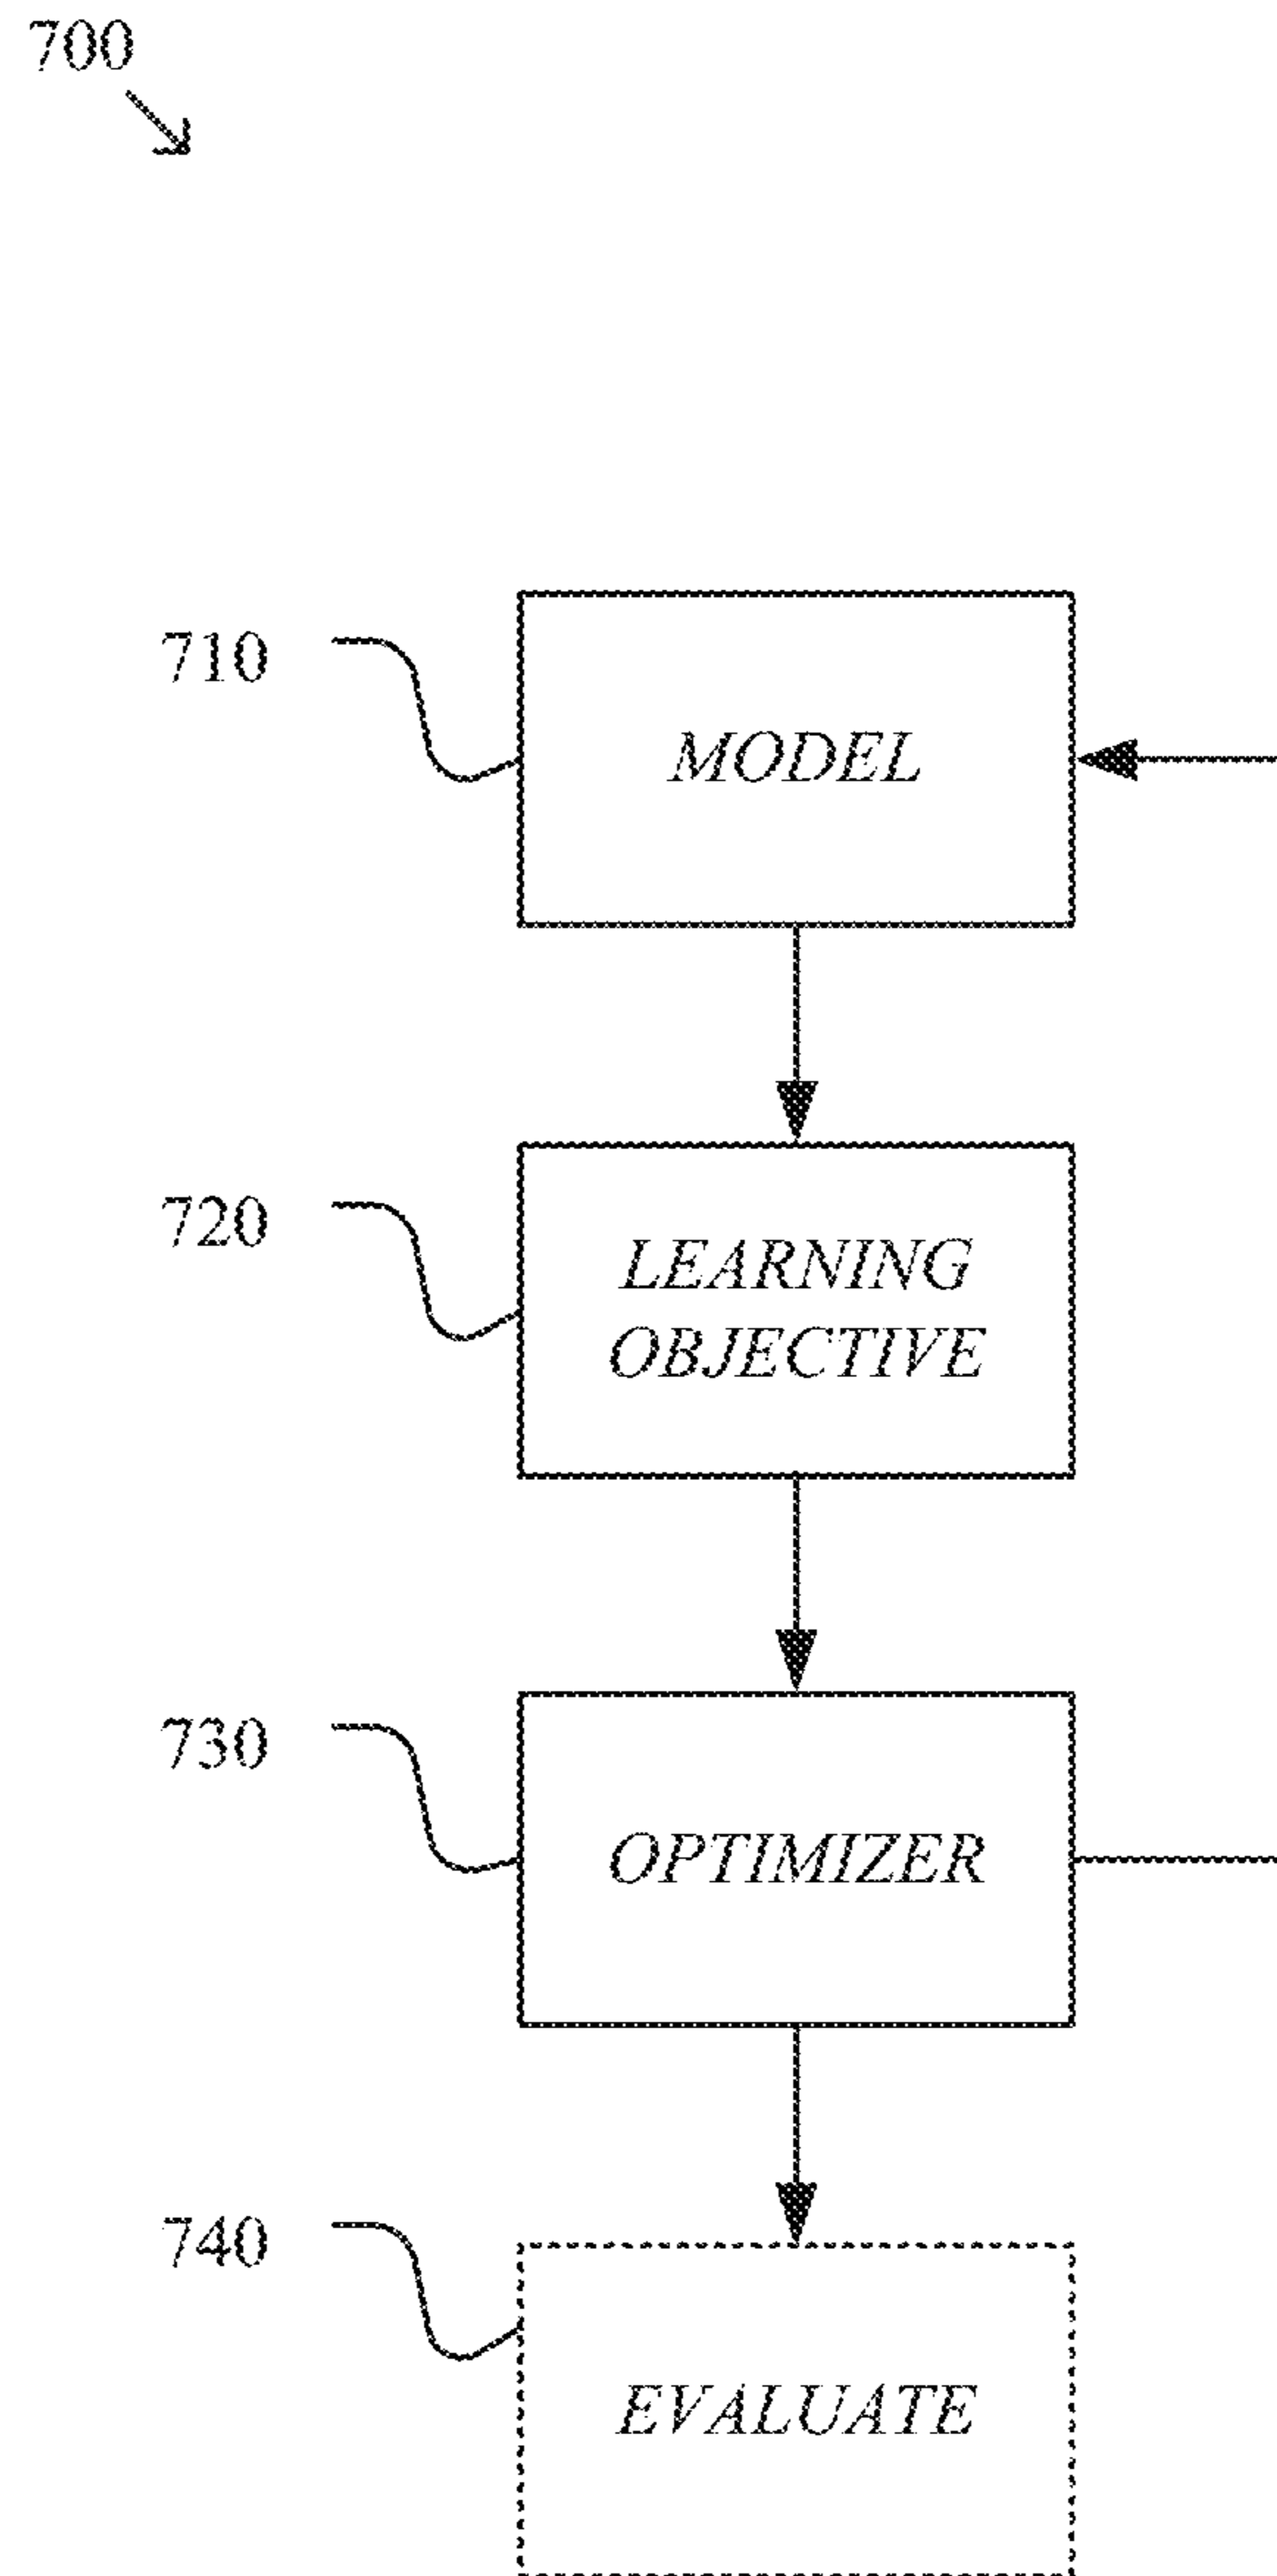 700
710
MODEL
720
LEARNING
OBJECTIVE
730
OPTIMIZER
740
EVALUATE